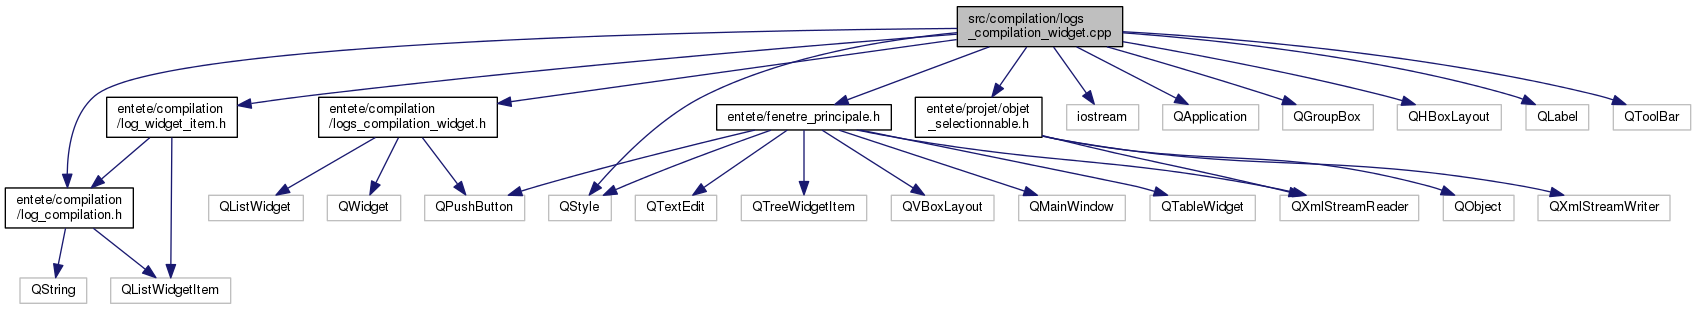 src/compilation/logs
_compilation_widget.cpp
entete/compilation
/log_widget_item.h
entete/compilation
/logs_compilation_widget.h
entete/fenetre_principale.h
entete/projet/objet
_selectionnable.h
iostream
QApplication
QGroupBox
QHBoxLayout
QLabel
QToolBar
entete/compilation
/log_compilation.h
QListWidget
QWidget
QPushButton
QStyle
QTextEdit
QTreeWidgetItem
QVBoxLayout
QMainWindow
QTableWidget
QXmlStreamReader
QObject
QXmlStreamWriter
QString
QListWidgetItem